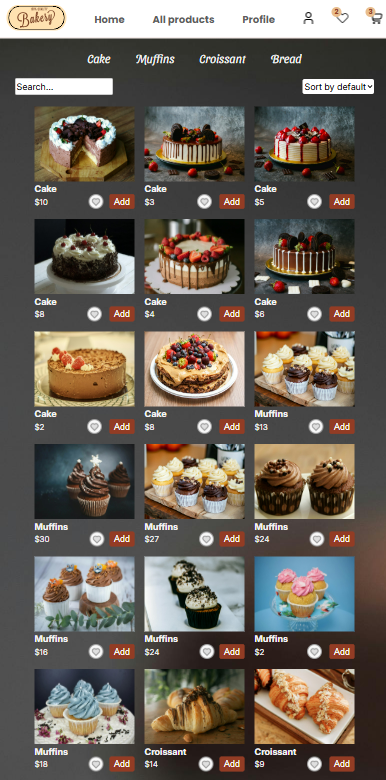 Bakery
Home All products Profile 2 3
Cake Muffins Croissant Bread
Search... Sort by default
Cake Cake Cake
$10 Add $3 Add $5 Add
Cake Cake Cake
$8 Add $4 Add $6 Add
Cake Cake Muffins
$2 Add $8 Add $13 Add
Muffins Muffins Muffins
$30 Add $27 Add $24 Add
Muffins Muffins Muffins
$16 Add $24 Add $2 Add
Muffins Croissant Croissant
$18 Add $14 Add $9 Add